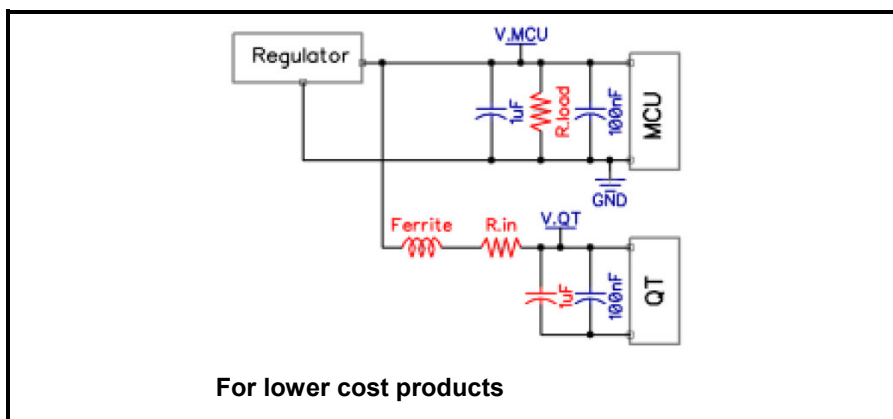 V.MCU
Regulator
1uF
R.load
100nF
MCU
GND
Ferrite
R.in
V.QT
1uF
100nF
QT
For lower cost products